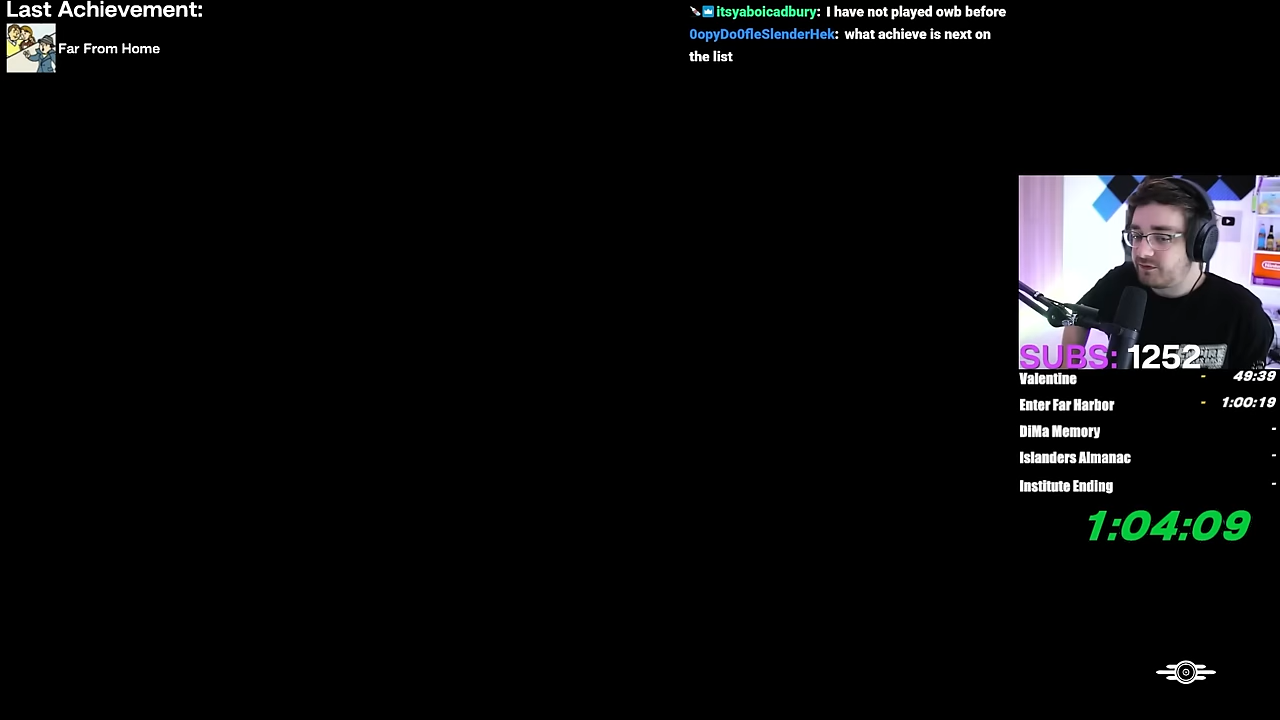 Last Achievement:
Far From Home
itsyaboicadbury: I have not played owb before
0opyDo0fleSlenderHek: what achieve is next on
the list
SUBS: 1252
Valentine - 49:39
Enter Far Harbor - 1:00:19
DiMa Memory -
Islanders Almanac -
Institute Ending -
1:04:09